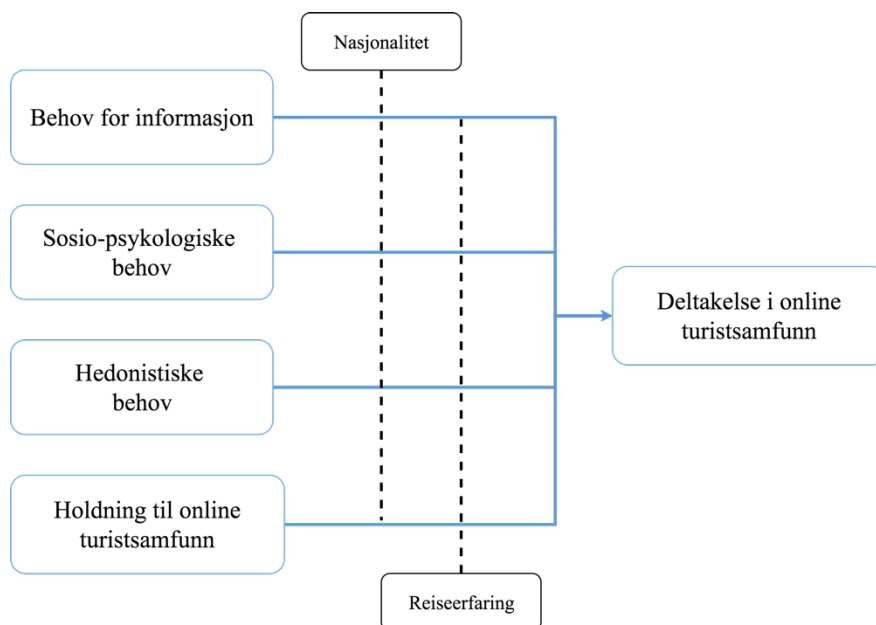 Nasjonalitet
Behov for informasjon
Sosio-psykologiske
behov
Hedonistiske
behov
Holdning til online
turistsamfunn
Deltakelse i online
turistsamfunn
Reiseerfaring